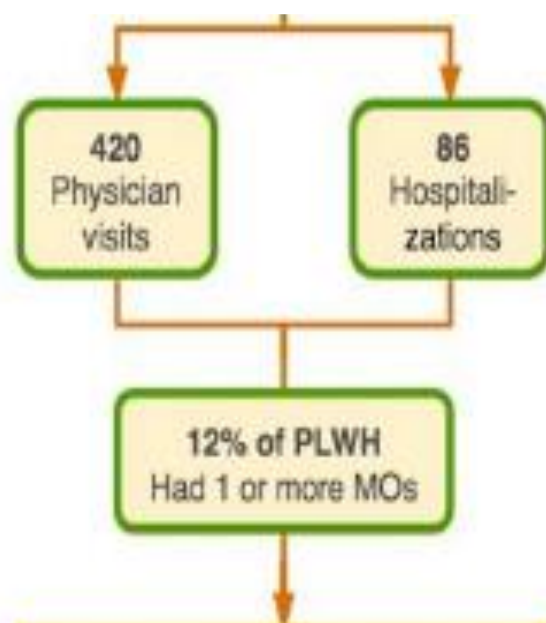 420
Physician
visits
86
Hospitali-
zations
12% of PLWH
Had 1 or more MOs